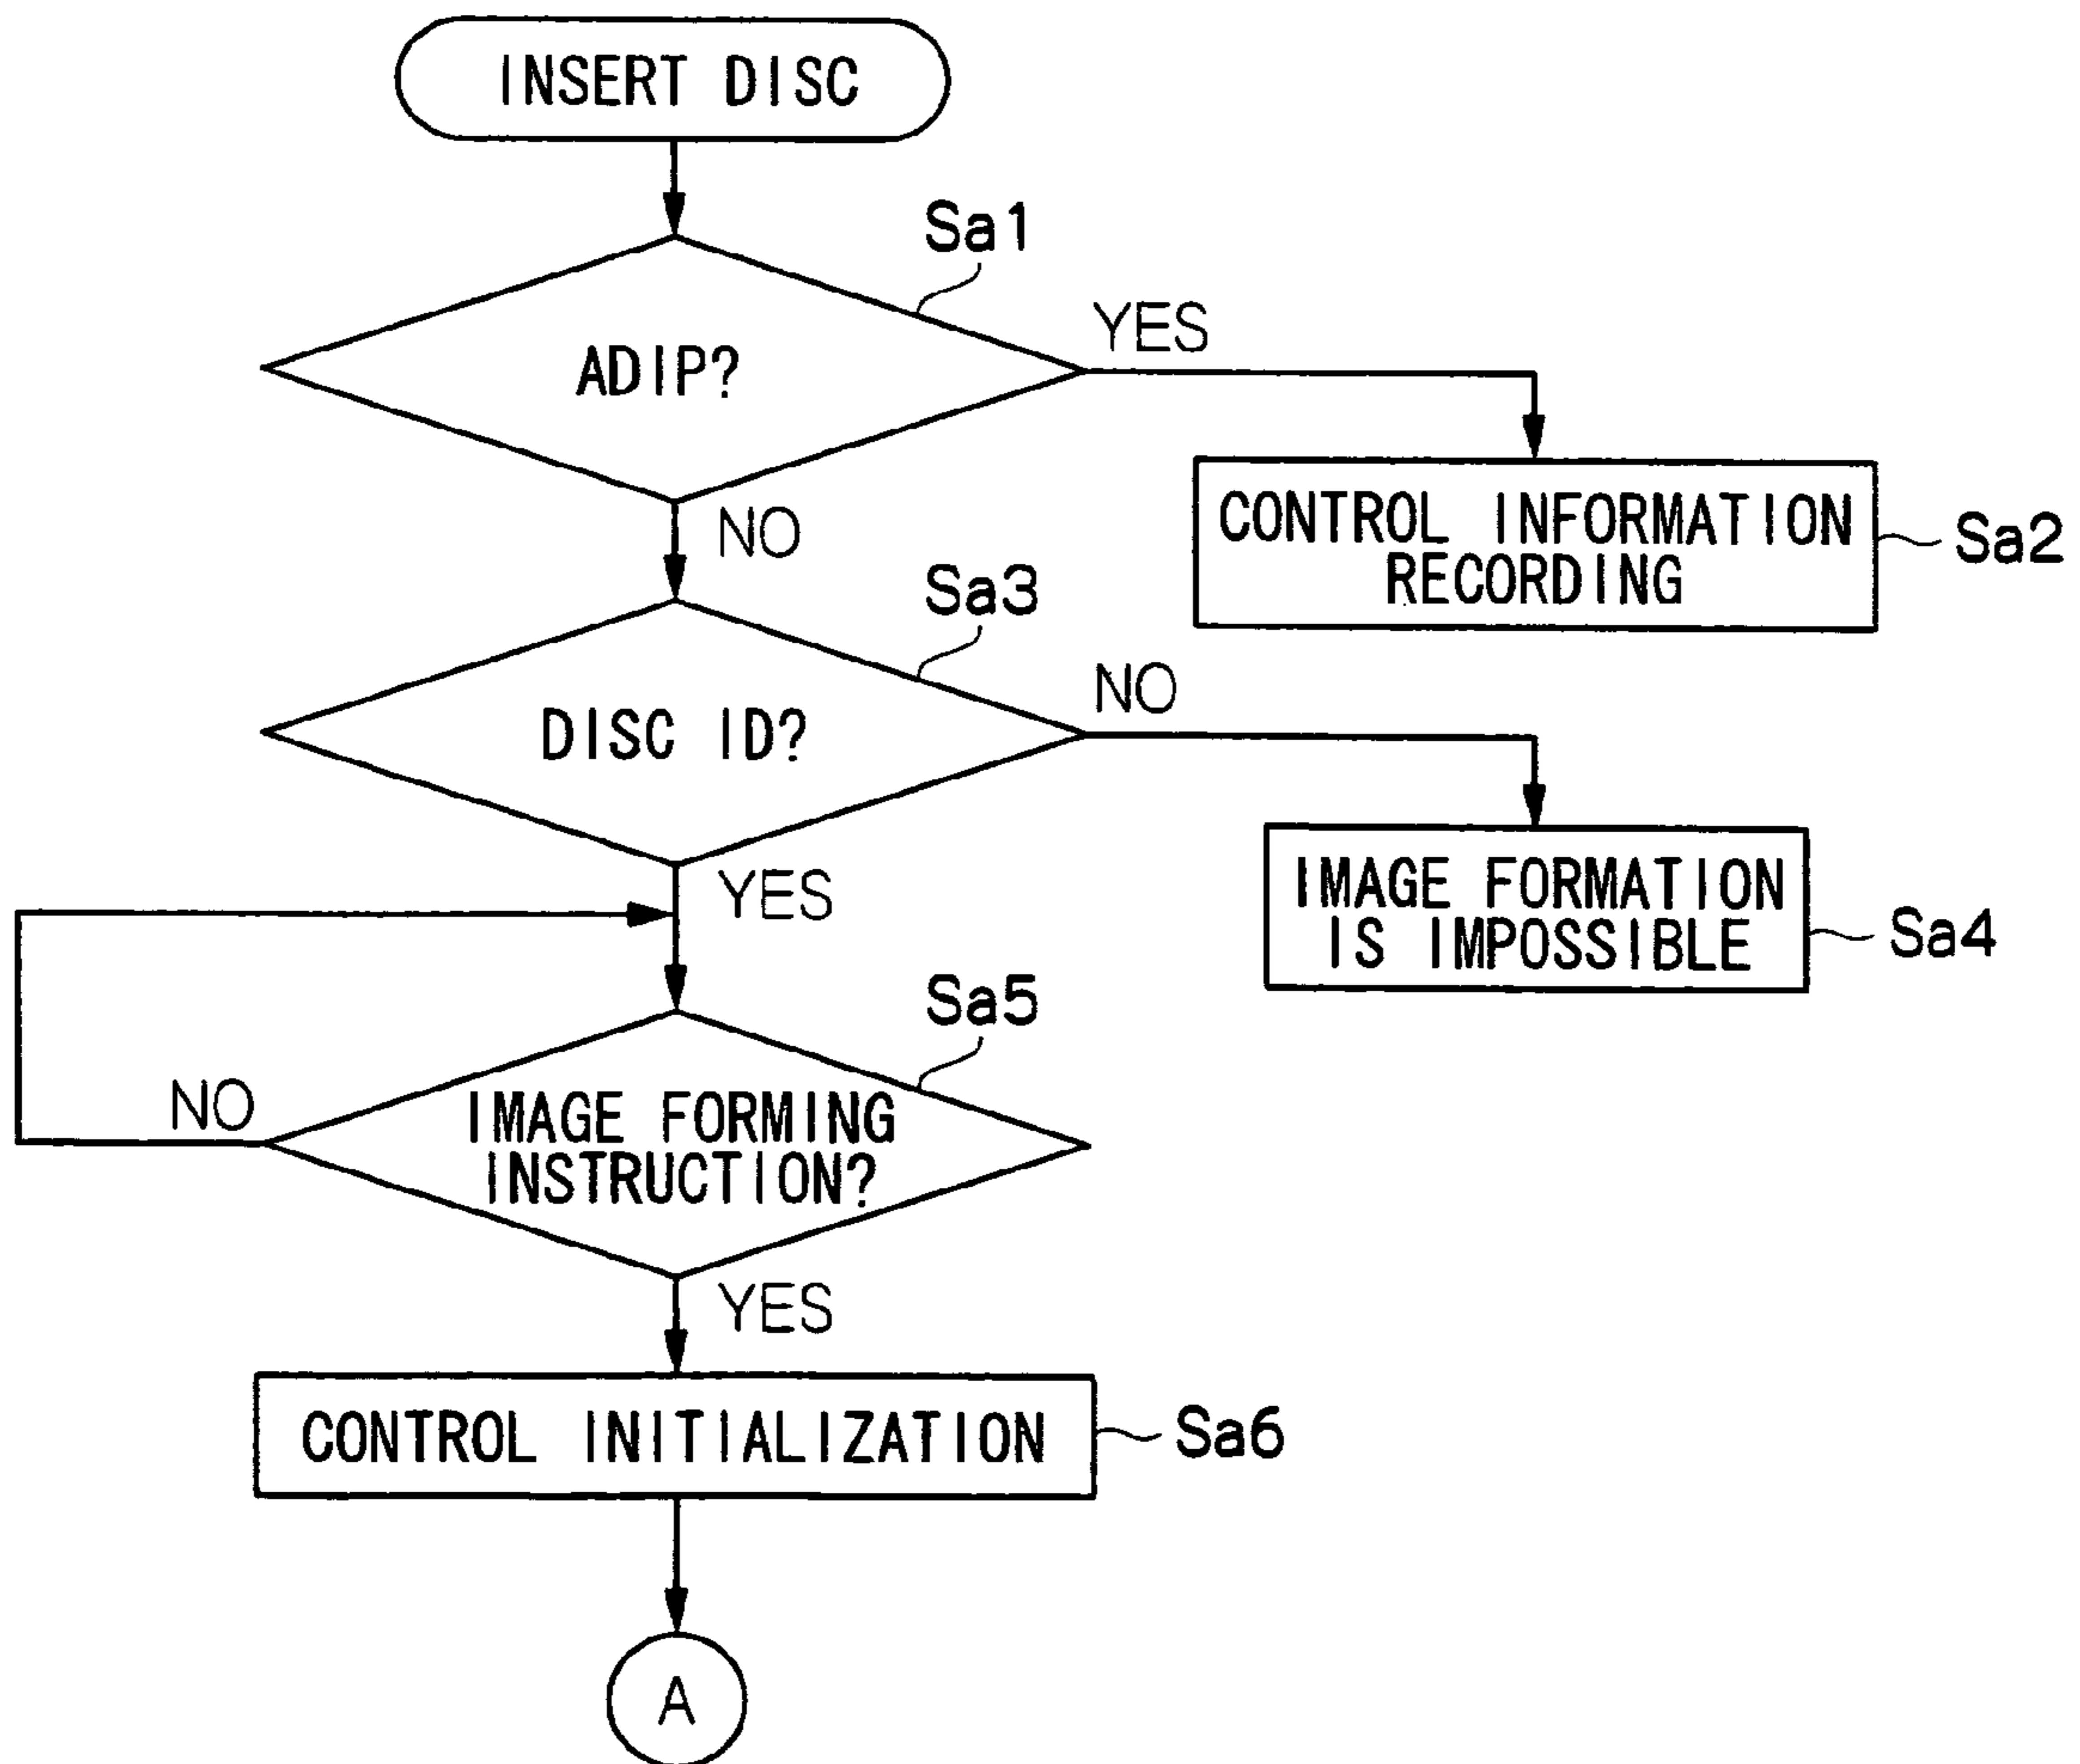 INSERT DISC
Sa1
ADIP?
YES
NO
CONTROL INFORMATION
RECORDING
Sa2
Sa3
DISC ID?
NO
YES
IMAGE FORMATION
IS IMPOSSIBLE
Sa4
Sa5
IMAGE FORMING
INSTRUCTION?
NO
YES
CONTROL INITIALIZATION
Sa6
A